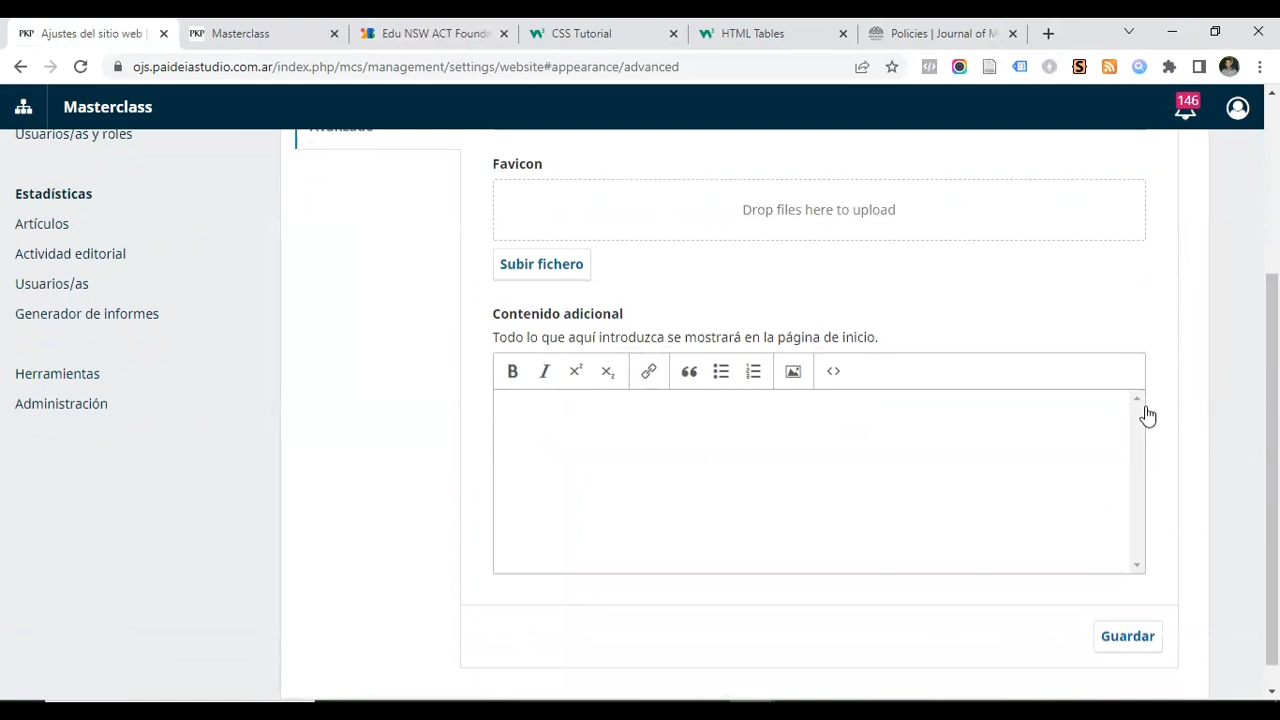 PKP Ajustes del sitio web |
PKP Masterclass
Edu NSW ACT Founda
CSS Tutorial
HTML Tables
Policies | Journal of M
ojs.paideiastudio.com.ar/index.php/mcs/management/settings/website#appearance/advanced
Masterclass
146
Usuarios/as y roles
Estadísticas
Artículos
Actividad editorial
Usuarios/as
Generador de informes
Herramientas
Administración
Avanzado
Favicon
Drop files here to upload
Subir fichero
Contenido adicional
Todo lo que aquí introduzca se mostrará en la página de inicio.
Guardar